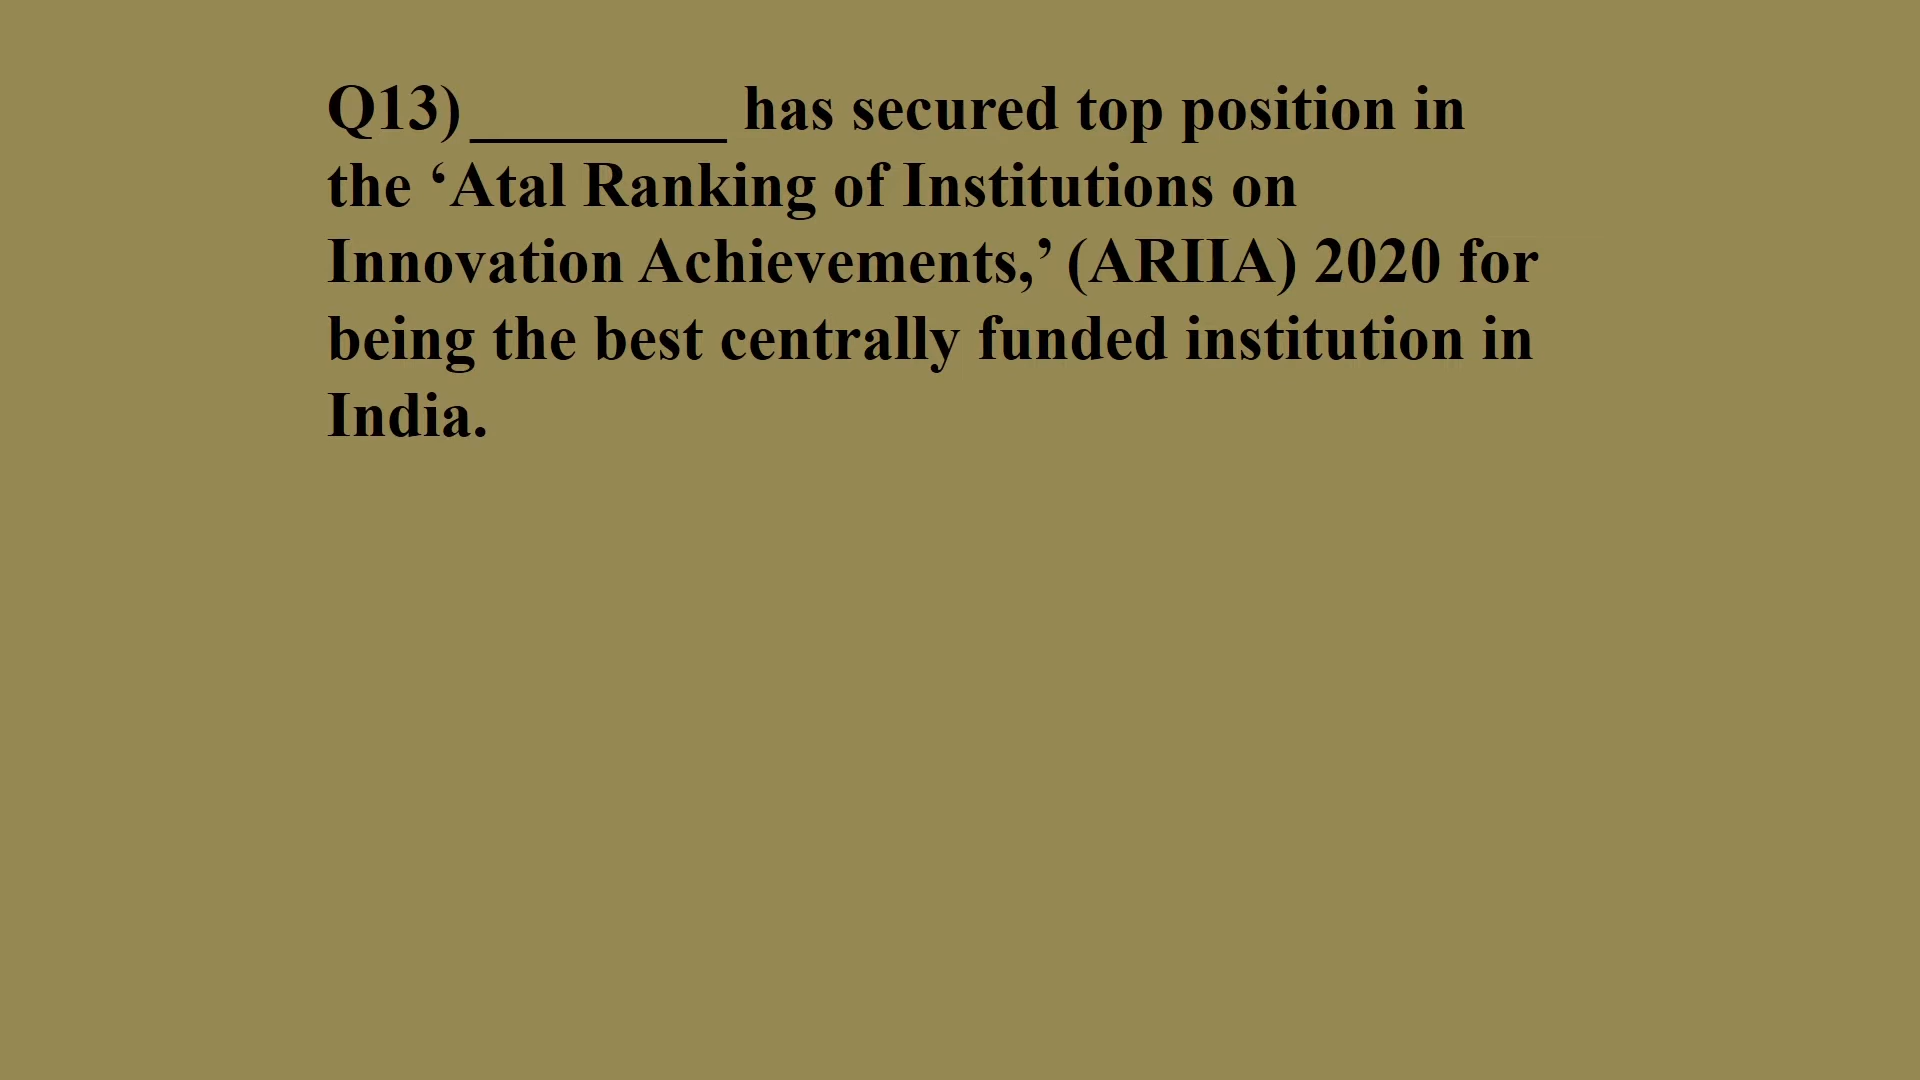 Q13)________ has secured top position in
the ‘Atal Ranking of Institutions on
Innovation Achievements,’ (ARIIA) 2020 for
being the best centrally funded institution in
India.